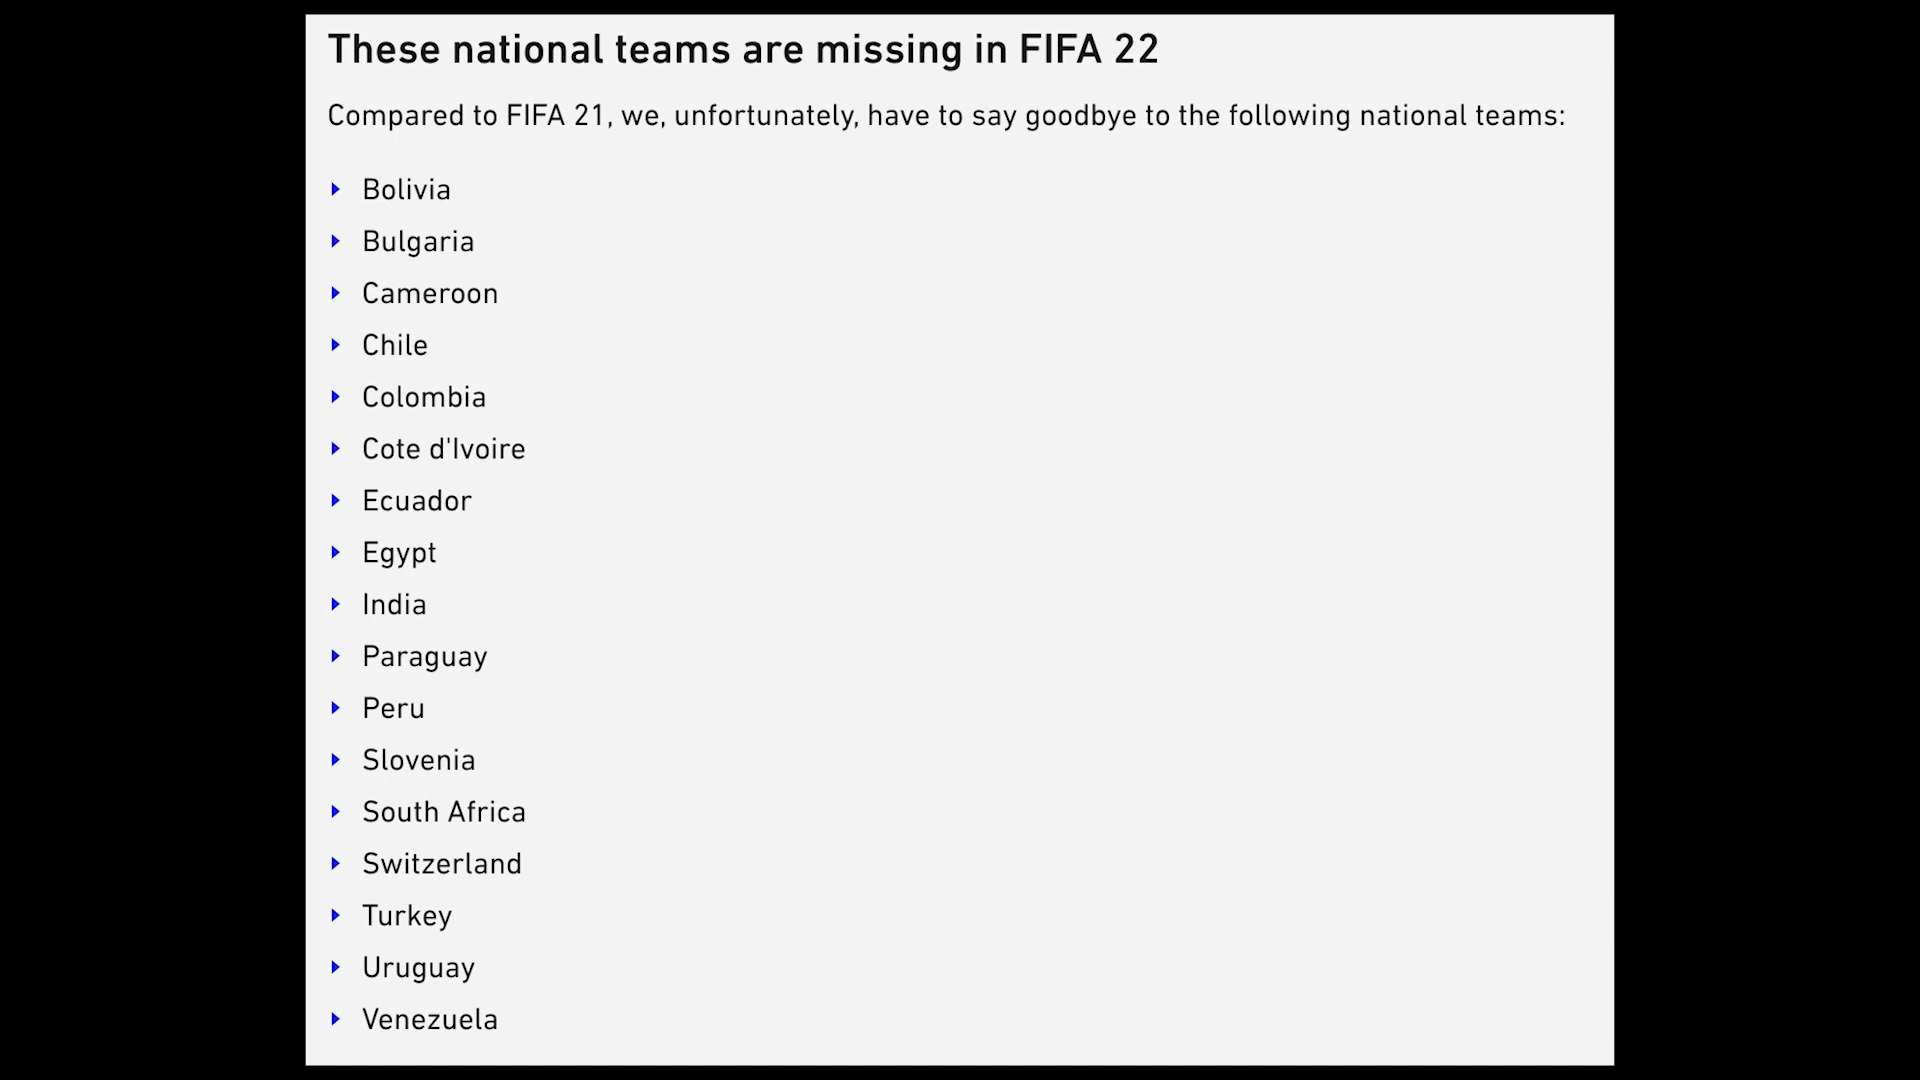 These national teams are missing in FIFA 22
Compared to FIFA 21, we, unfortunately, have to say goodbye to the following national teams:
Bolivia
Bulgaria
Cameroon
Chile
Colombia
Cote d'Ivoire
Ecuador
Egypt
India
Paraguay
Peru
Slovenia
South Africa
Switzerland
Turkey
Uruguay
Venezuela